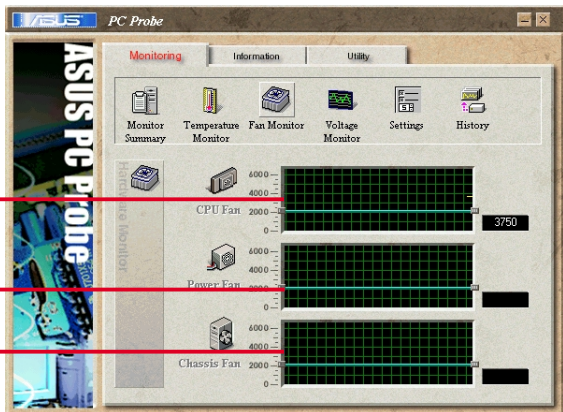 ASUS PC Probe
ASUS PC Probe
Monitoring Information Utility
Monitor Summary
Temperature Monitor
Fan Monitor
Voltage Monitor
Settings
History
Hardware Monitor
CPU Fan
6000
4000
2000
0
3750
Power Fan
6000
4000
2000
0
Chassis Fan
6000
4000
2000
0